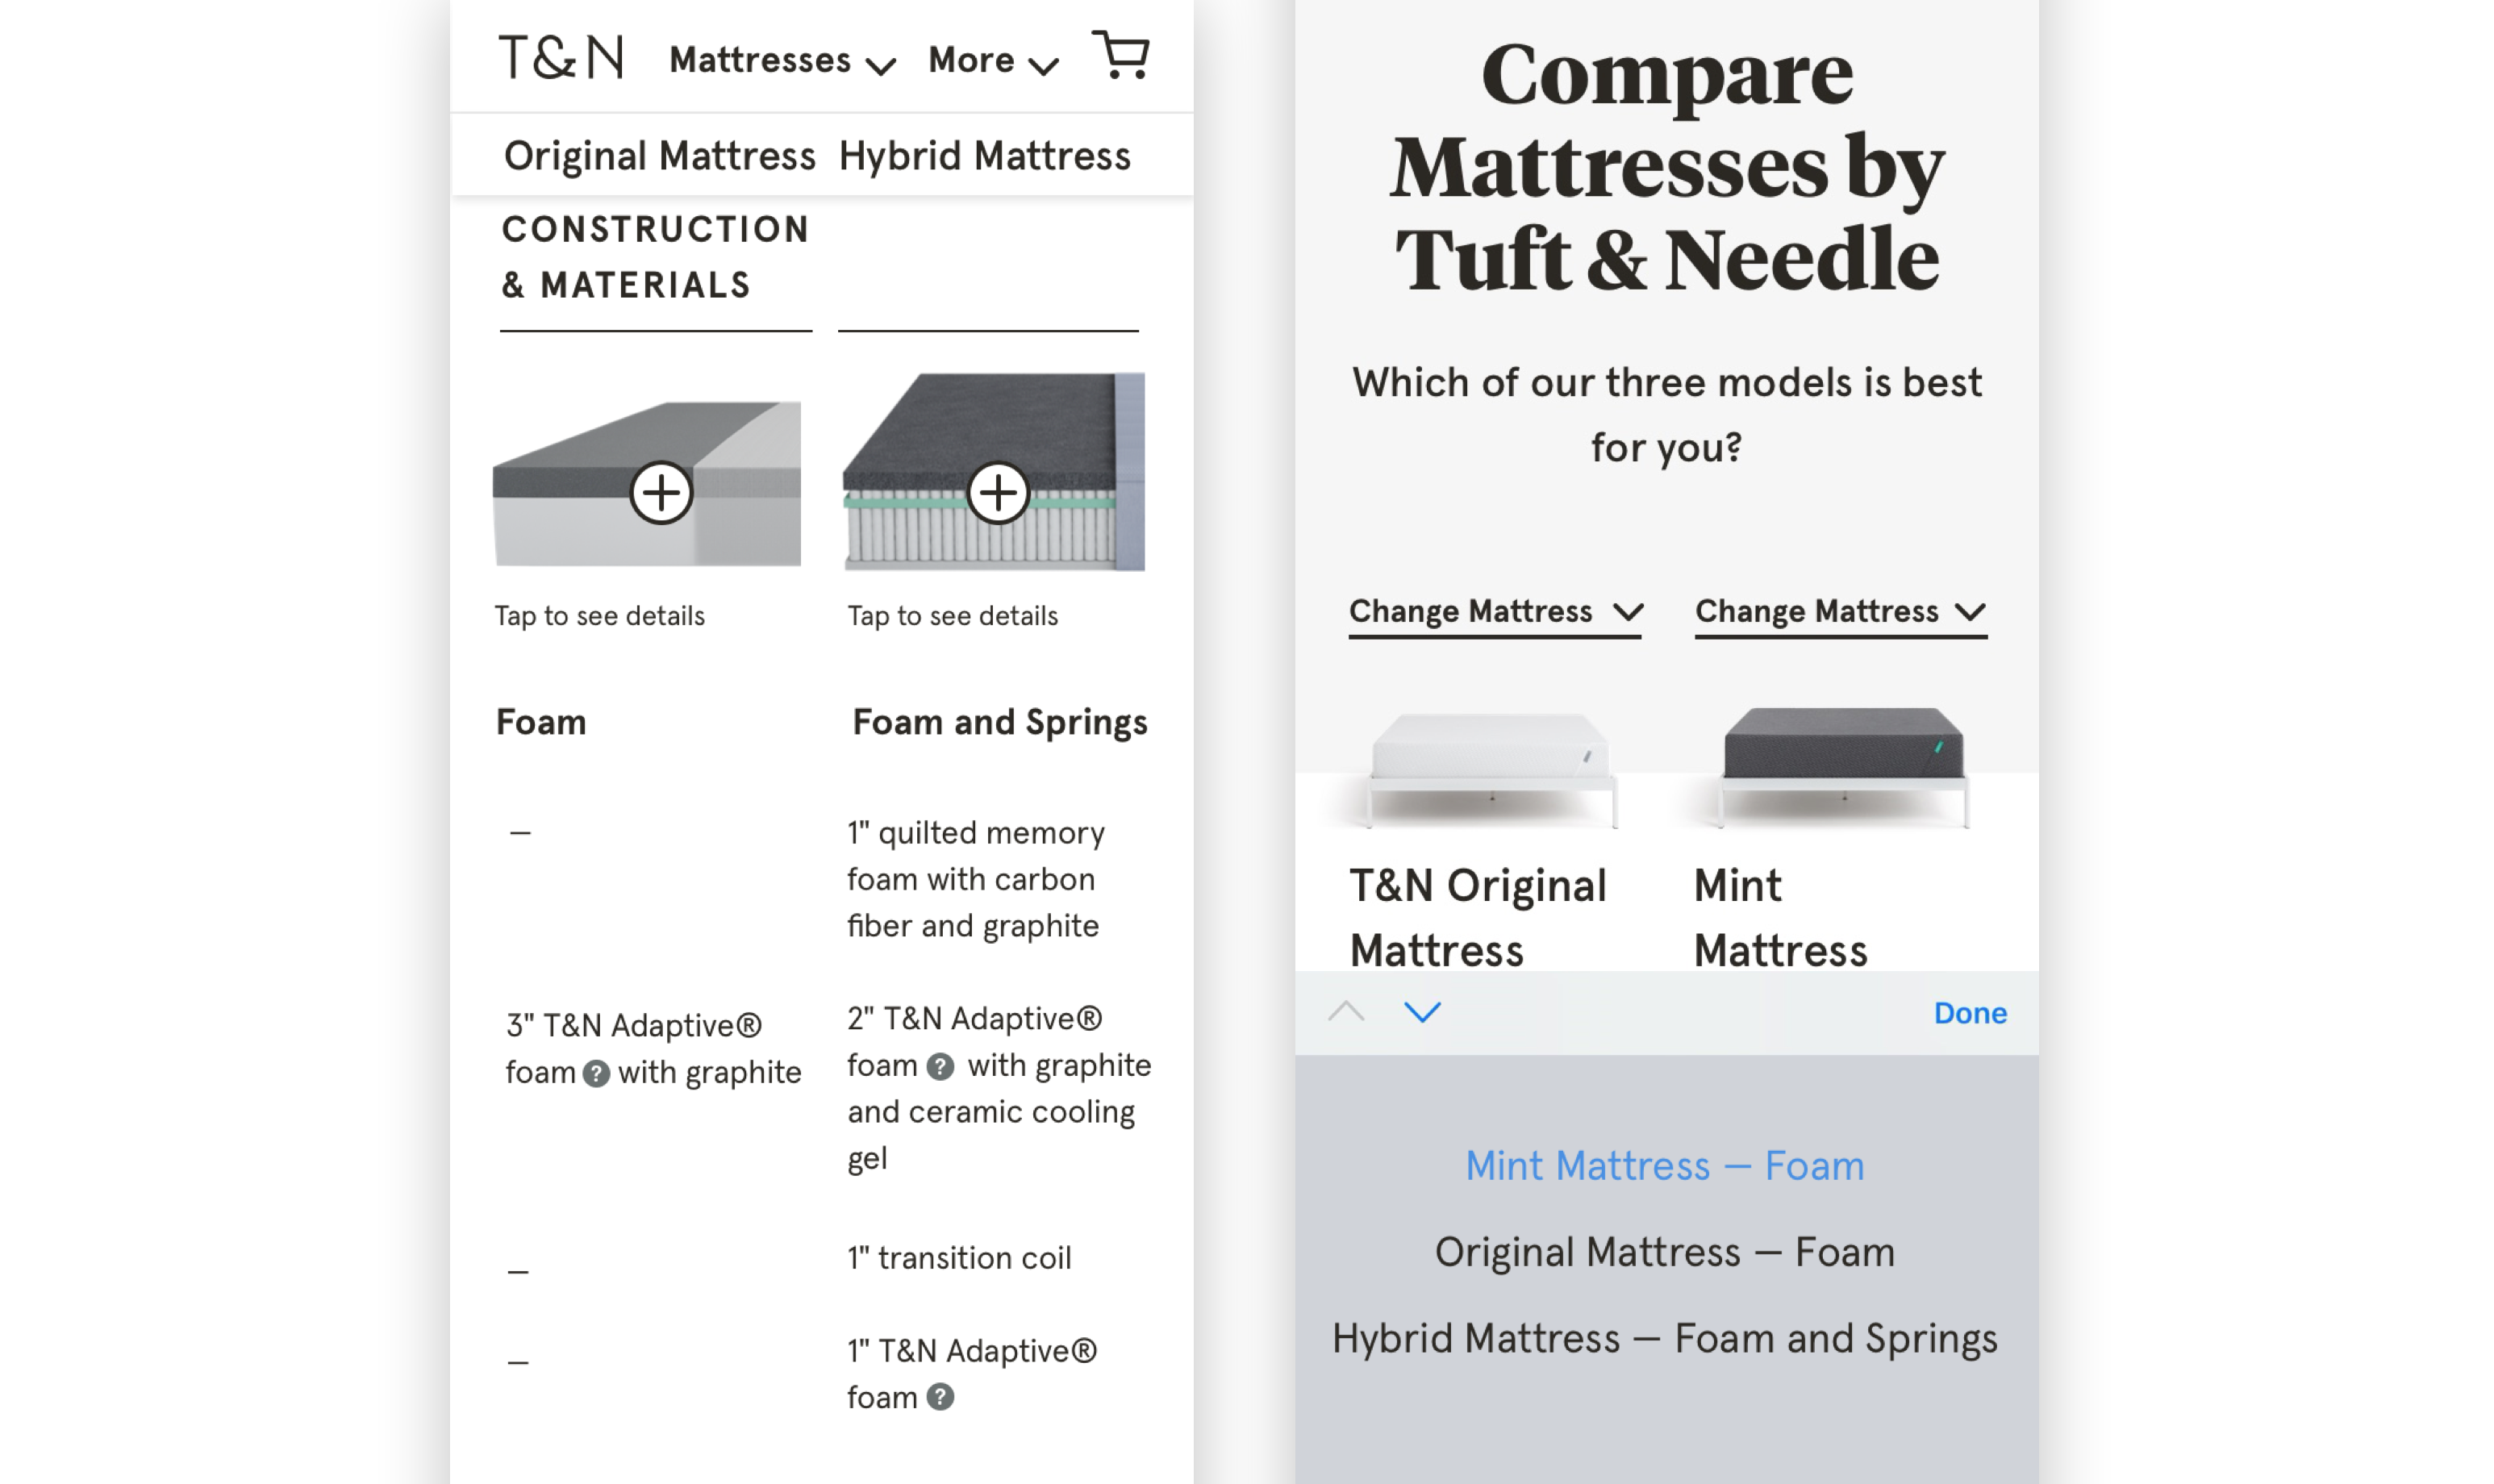 T&N Mattresses More
Original Mattress Hybrid Mattress
CONSTRUCTION
& MATERIALS
Tap to see details Tap to see details
Foam Foam and Springs
– 1" quilted memory
foam with carbon
fiber and graphite
3" T&N Adaptive®
foam ? with graphite
2" T&N Adaptive®
foam ? with graphite
and ceramic cooling
gel
– 1" transition coil
– 1" T&N Adaptive®
foam ?
Compare
Mattresses by
Tuft & Needle
Which of our three models is best
for you?
Change Mattress Change Mattress
T&N Original
Mattress
Mint
Mattress
Done
Mint Mattress – Foam
Original Mattress – Foam
Hybrid Mattress – Foam and Springs